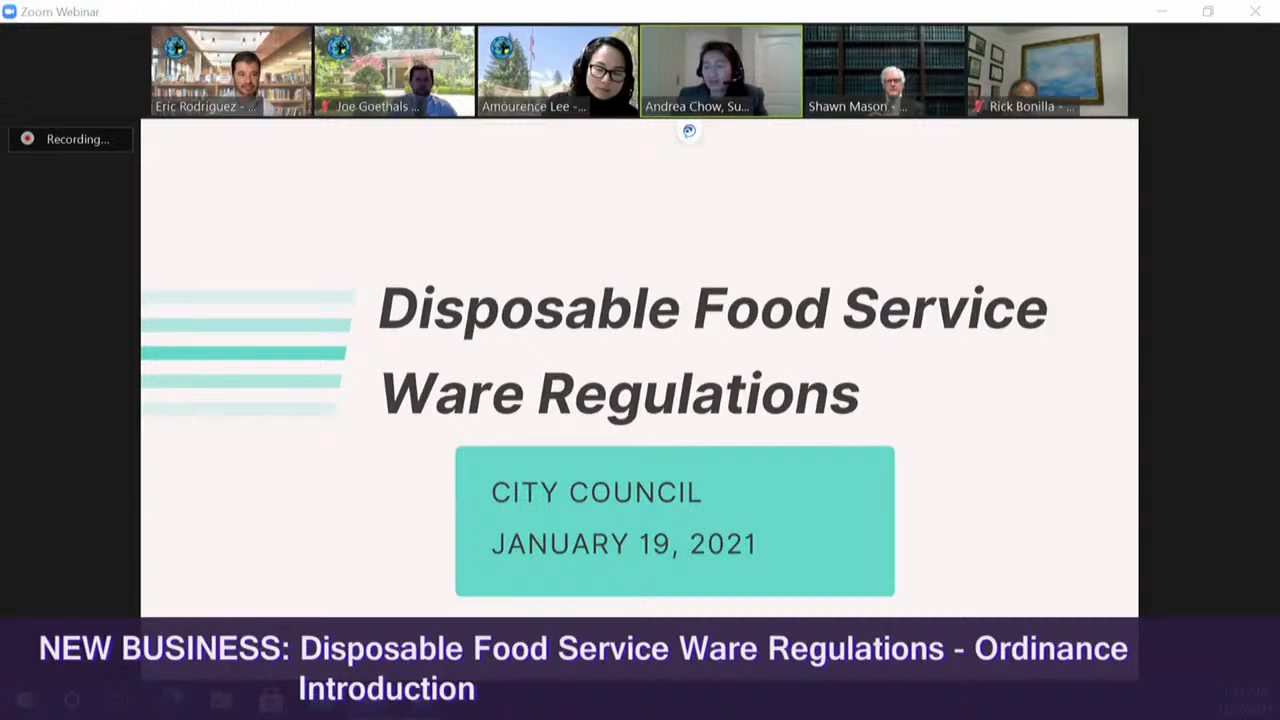 Zoom Webinar
Eric Rodriguez - ...
Joe Goethals ...
Amourence Lee -...
Andrea Chow, Su...
Shawn Mason - ...
Rick Bonilla - ...
Recording...
Disposable Food Service
Ware Regulations
CITY COUNCIL
JANUARY 19, 2021
NEW BUSINESS: Disposable Food Service Ware Regulations - Ordinance
Introduction